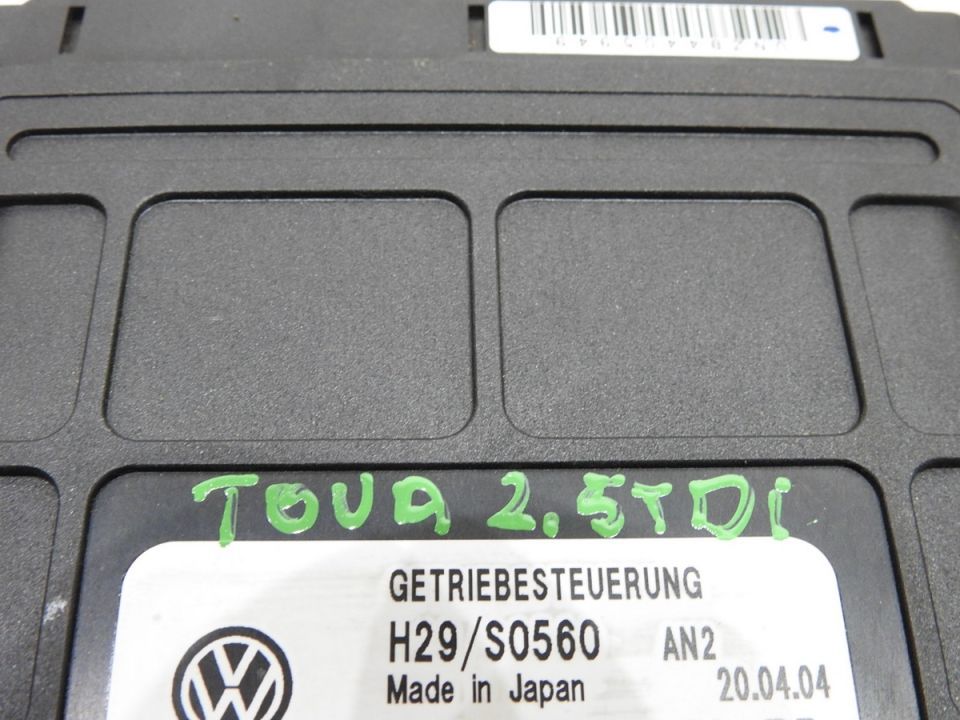 TOUA 2.5TDi
GETRIEBESTEUERUNG
H29/S0560 AN2
Made in Japan 20.04.04